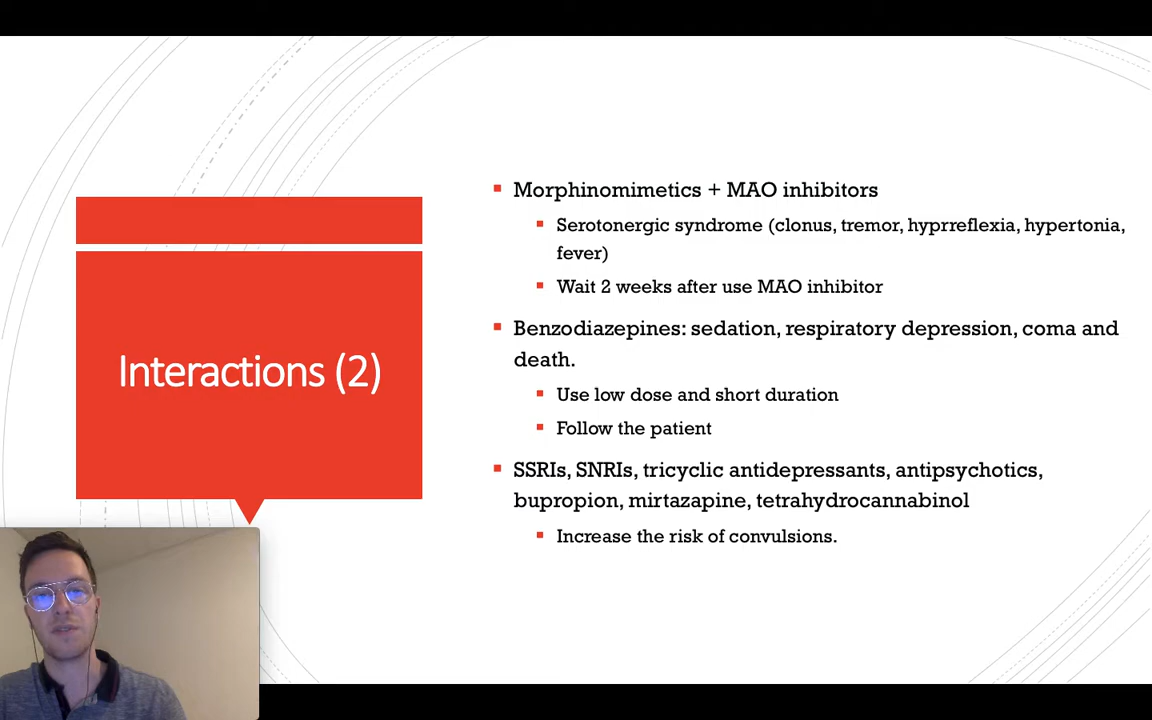 Interactions (2)
Morphinomimetics + MAO inhibitors
Serotonergic syndrome (clonus, tremor, hyprreflexia, hypertonia,
fever)
Wait 2 weeks after use MAO inhibitor
Benzodiazepines: sedation, respiratory depression, coma and
death.
Use low dose and short duration
Follow the patient
SSRIs, SNRIs, tricyclic antidepressants, antipsychotics,
bupropion, mirtazapine, tetrahydrocannabinol
Increase the risk of convulsions.